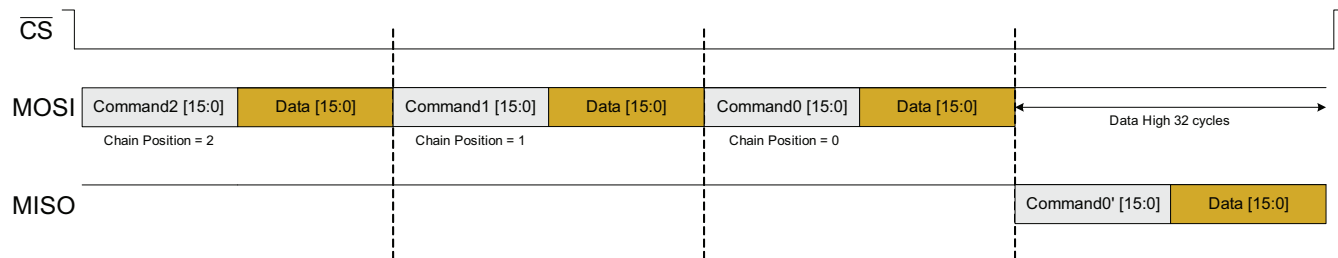 CS
MOSI
Command2 [15:0]
Data [15:0]
Command1 [15:0]
Data [15:0]
Command0 [15:0]
Data [15:0]
Data High 32 cycles
Chain Position = 2
Chain Position = 1
Chain Position = 0
MISO
Command0' [15:0]
Data [15:0]